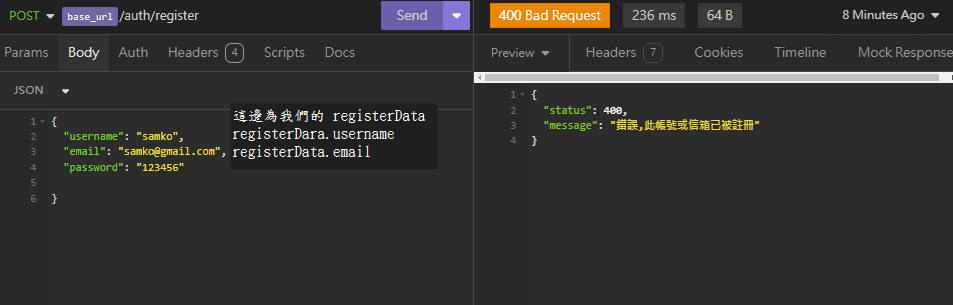 POST base_url /auth/register Send
400 Bad Request 236 ms 64 B 8 Minutes Ago
Params Body Auth Headers 4 Scripts Docs
Preview Headers 7 Cookies Timeline Mock Response
JSON
1 {
2 "username": "samko",
3 "email": "samko@gmail.com",
4 "password": "123456"
5
6 }
這邊為我們的 registerData
registerDara.username
registerData.email
1 {
2 "status": 400,
3 "message": "錯誤,此帳號或信箱已被註冊"
4 }